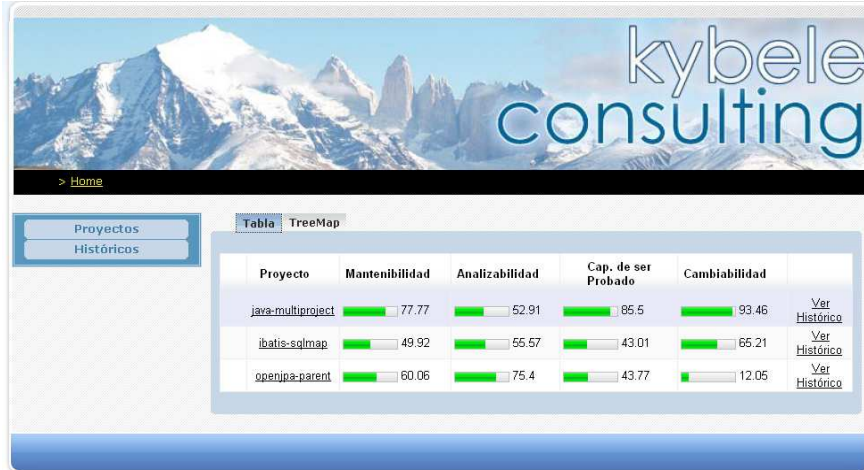 kybele
consulting
> Home
Proyectos
Históricos
Tabla TreeMap
Proyecto Mantenibilidad Analizabilidad Cap. de ser Probado Cambiabilidad
java-multiproject 77.77 52.91 85.5 93.46 Ver Histórico
ibatis-sqlmap 49.92 55.57 43.01 65.21 Ver Histórico
openjpa-parent 60.06 75.4 43.77 12.05 Ver Histórico